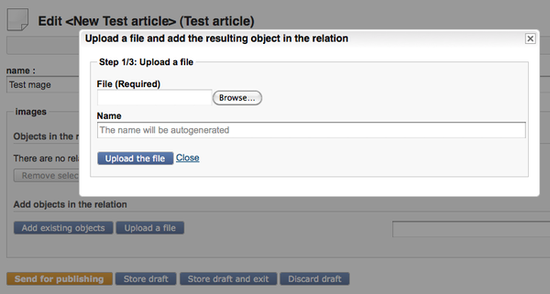 Edit <New Test article> (Test article)
Upload a file and add the resulting object in the relation
Step 1/3: Upload a file
File (Required)
Browse...
Name
The name will be autogenerated
Upload the file Close
name :
Test mage
images
Objects in the r
There are no rela
Remove selec
Add objects in the relation
Add existing objects Upload a file
Send for publishing Store draft Store draft and exit Discard draft